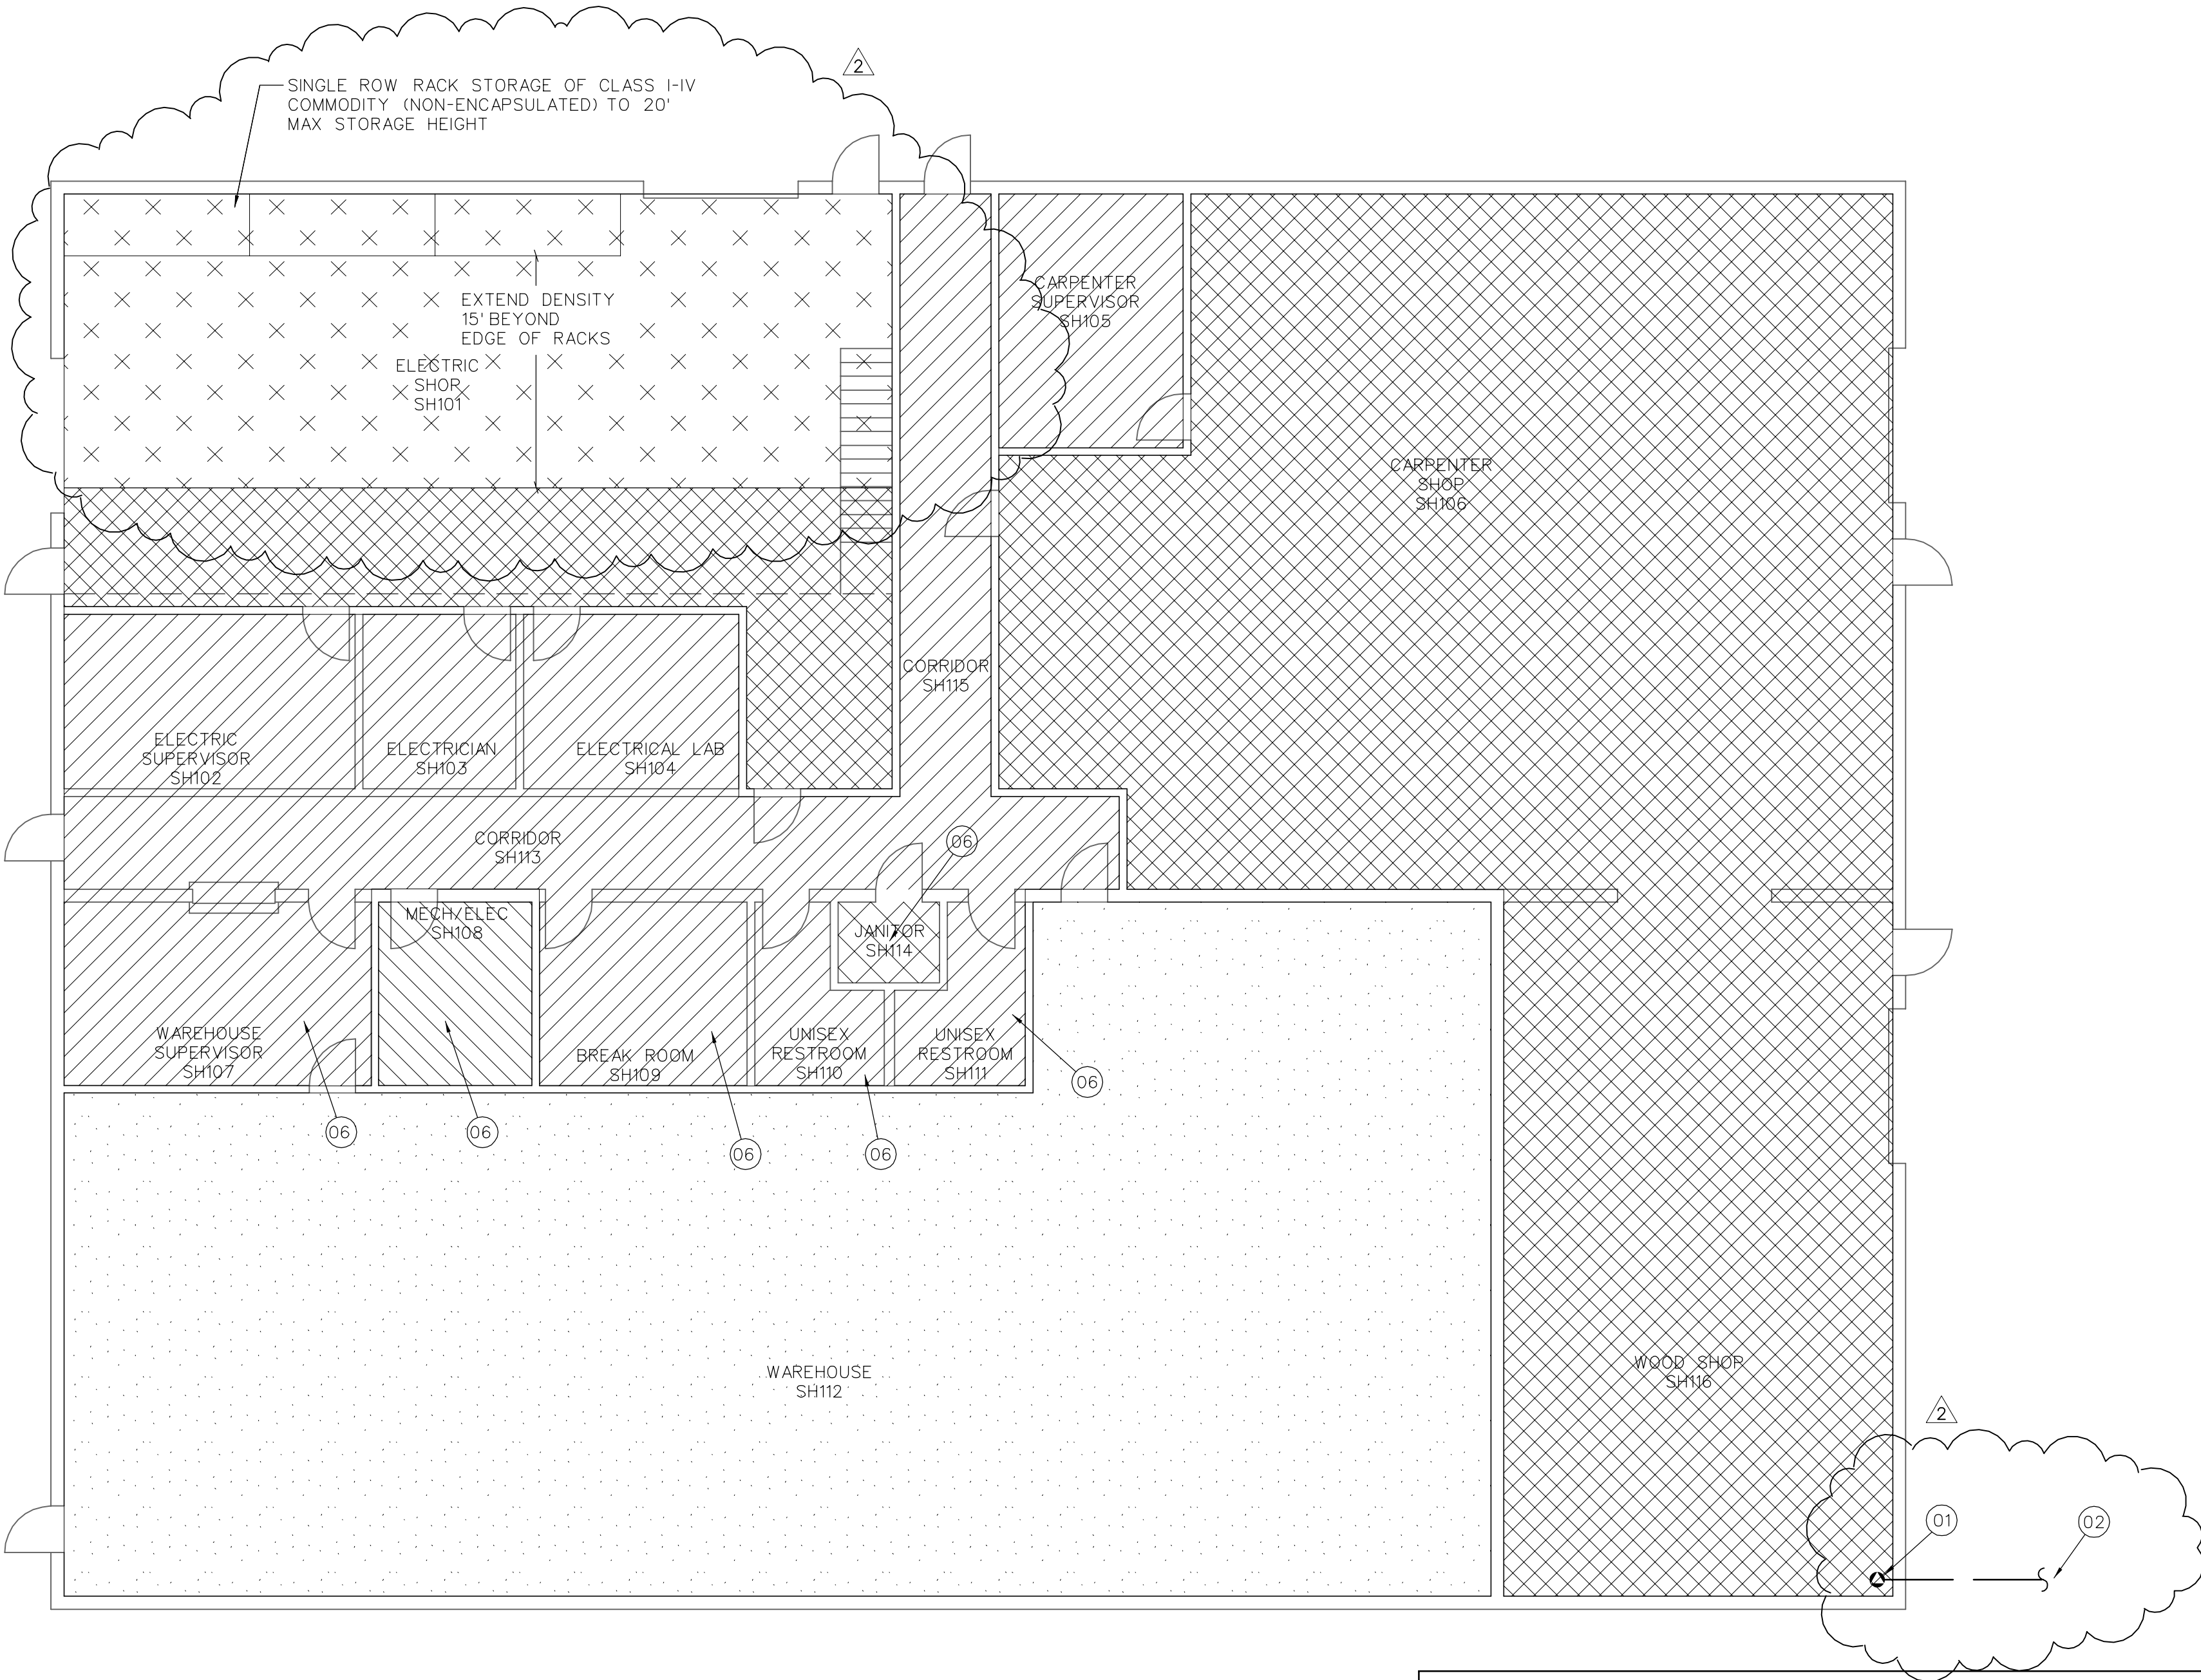 2
SINGLE ROW RACK STORAGE OF CLASS I-IV
COMMODITY (NON-ENCAPSULATED) TO 20'
MAX STORAGE HEIGHT
CARPENTER
SUPERVISOR
SH105
EXTEND DENSITY
15' BEYOND
EDGE OF RACKS
ELECTRIC
SHOP
SH101
CARPENTER
SHOP
SH106
CORRIDOR
SH115
ELECTRIC
SUPERVISOR
SH102
ELECTRICIAN
SH103
ELECTRICAL LAB
SH104
CORRIDOR
SH113
06
MECH/ELEC
SH108
JANITOR
SH114
WAREHOUSE
SUPERVISOR
SH107
BREAK ROOM
SH109
UNISEX
RESTROOM
SH110
UNISEX
RESTROOM
SH111
06
06
06
06
06
WAREHOUSE
SH112
WOOD SHOP
SH116
2
01
02